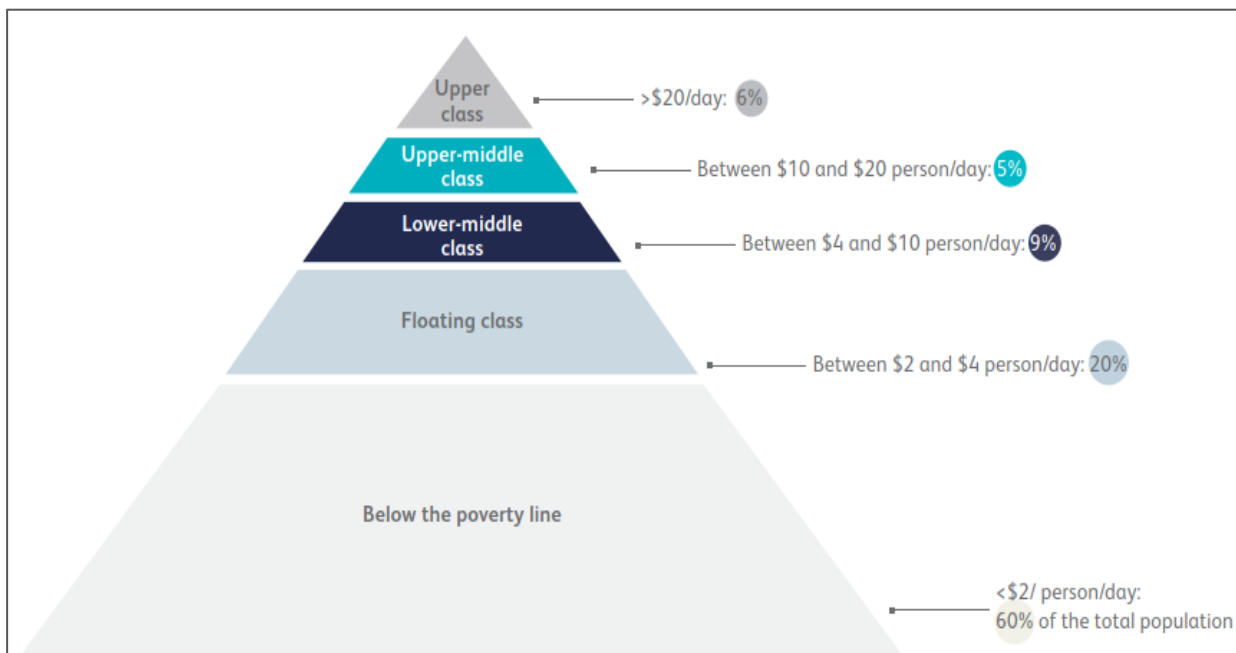 Upper
class
>$20/day: 6%
Upper-middle
class
Between $10 and $20 person/day: 5%
Lower-middle
class
Between $4 and $10 person/day: 9%
Floating class
Between $2 and $4 person/day: 20%
Below the poverty line
<$2/ person/day:
60% of the total population